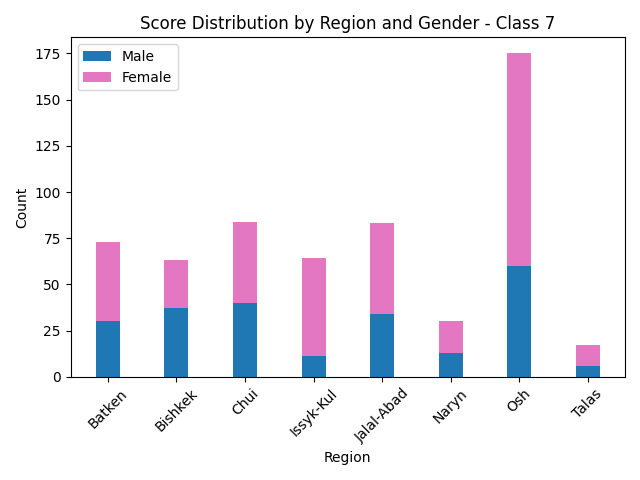 Score Distribution by Region and Gender - Class 7
Male
Female
175
150
125
100
75
50
25
0
Count
Batken
Bishkek
Chui
Issyk-Kul
Jalal-Abad
Naryn
Osh
Talas
Region